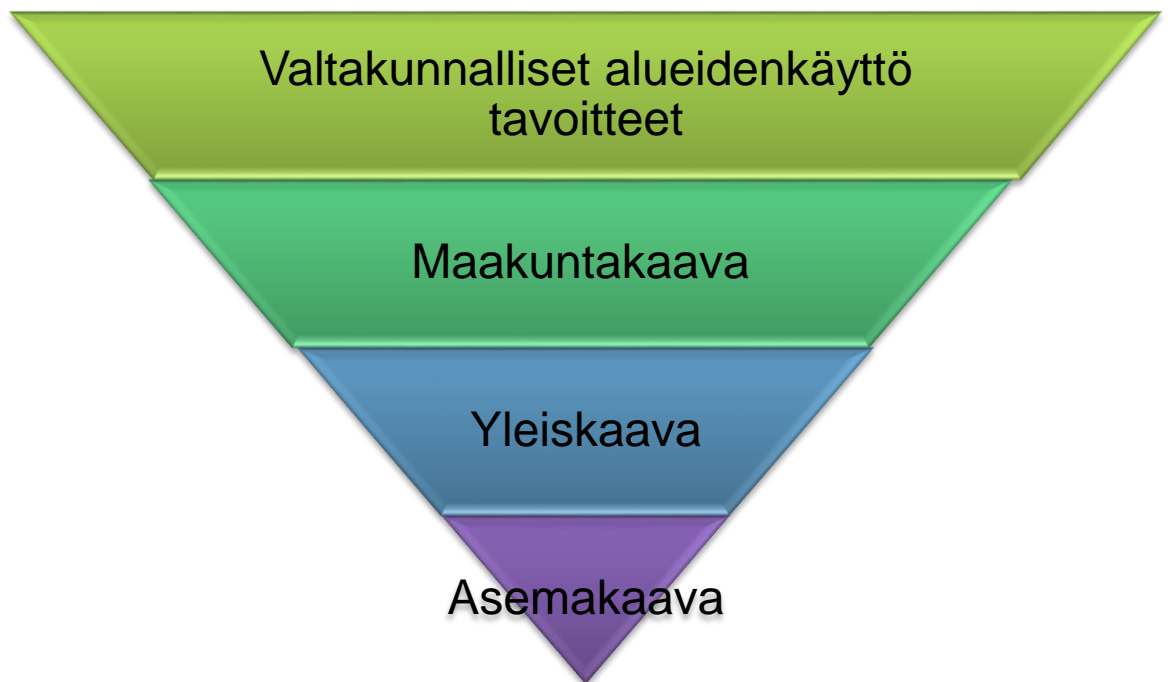 Valtakunnalliset alueidenkäyttö
tavoitteet
Maakuntakaava
Yleiskaava
Asemakaava